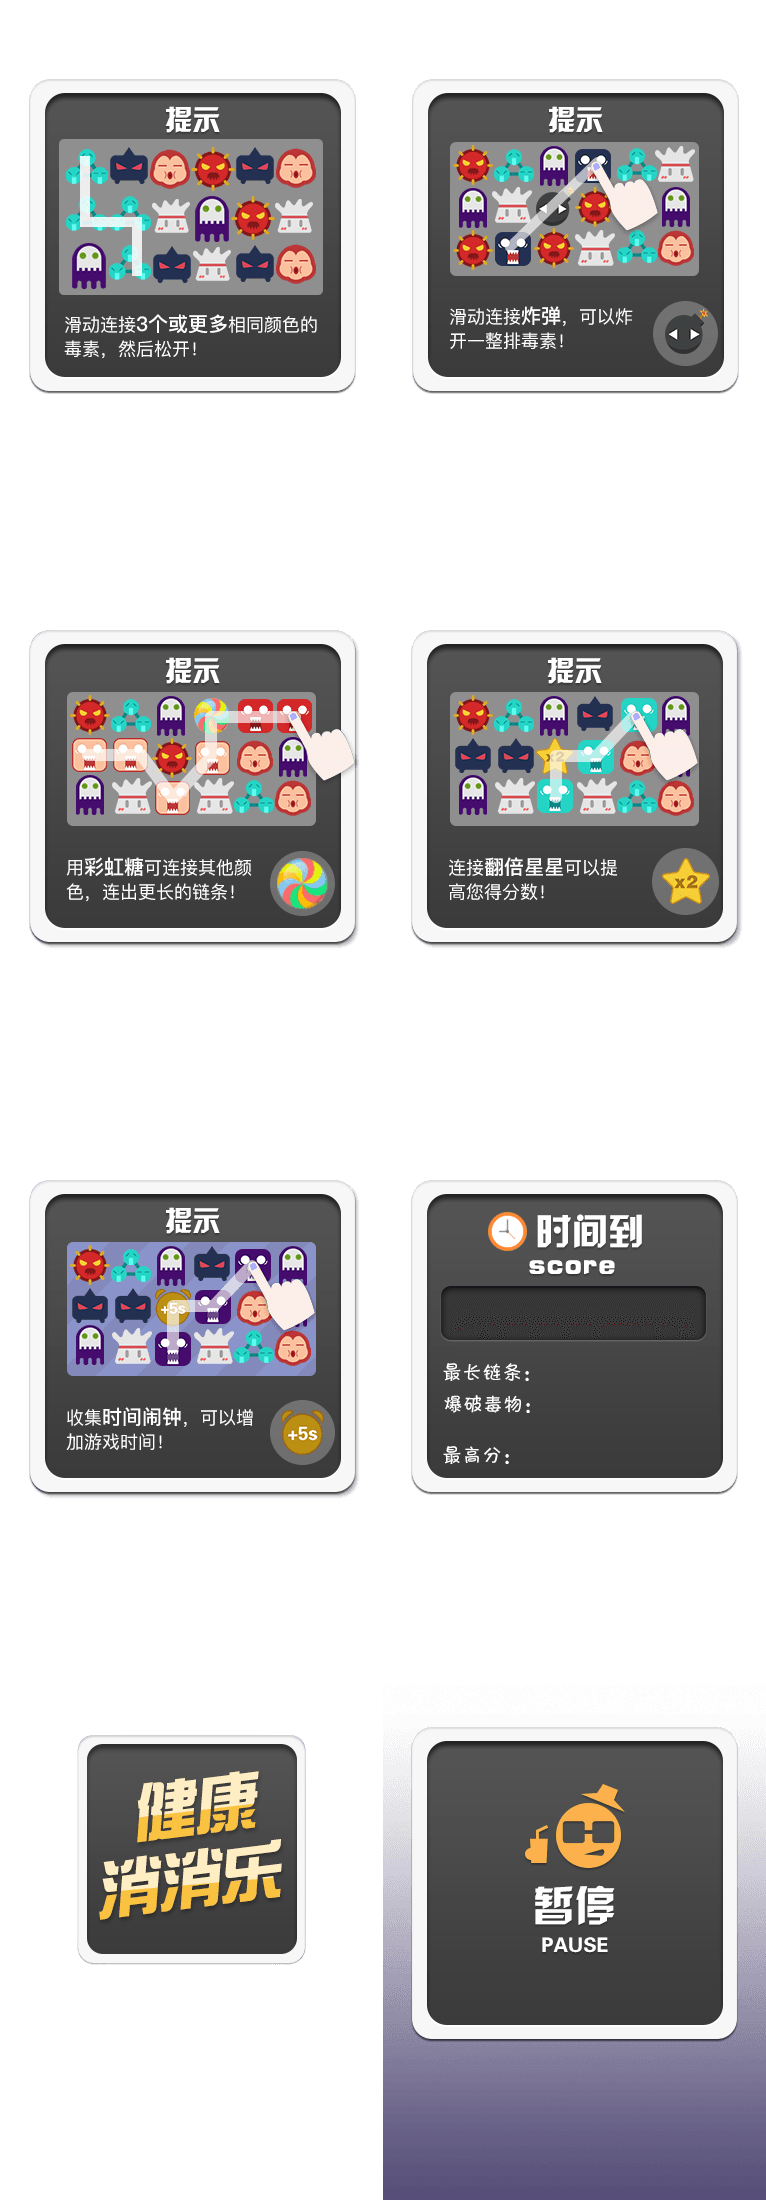 提示
滑动连接3个或更多相同颜色的
毒素，然后松开！
提示
滑动连接炸弹，可以炸
开一整排毒素！
提示
用彩虹糖可连接其他颜
色，连出更长的链条！
提示
x2
连接翻倍星星可以提
高您得分数！
x2
提示
+5s
收集时间闹钟，可以增
加游戏时间！
+5s
时间到
score
最长链条：
爆破毒物：
最高分：
健康
消消乐
暂停
PAUSE